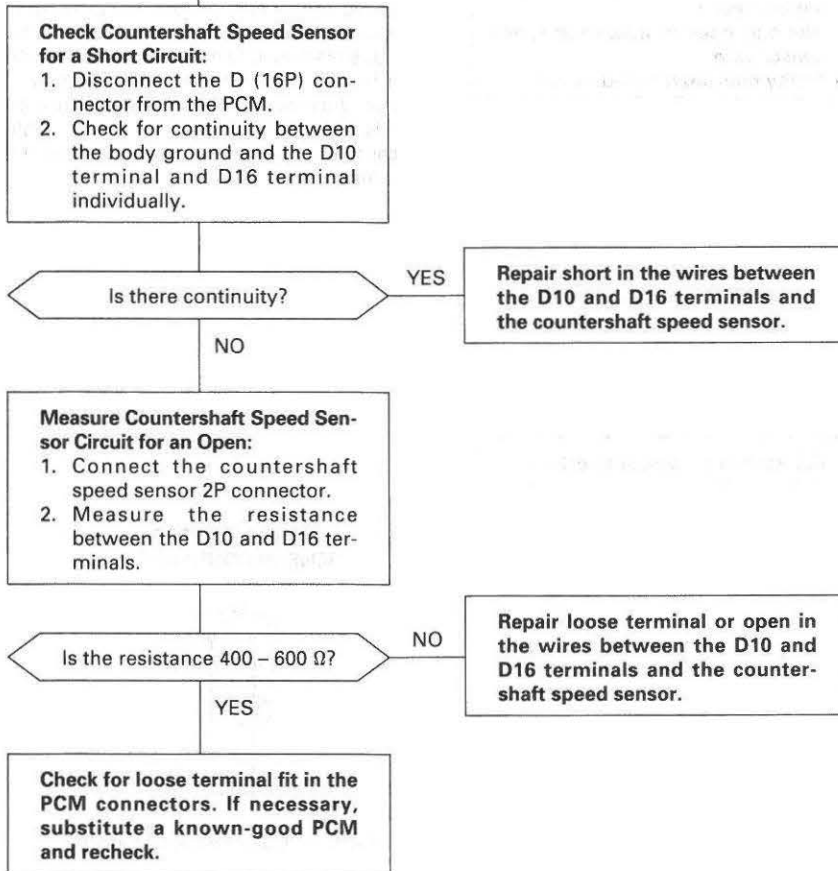 Check Countershaft Speed Sensor
for a Short Circuit:
1. Disconnect the D (16P) con-
nector from the PCM.
2. Check for continuity between
the body ground and the D10
terminal and D16 terminal
individually.
Is there continuity?
YES
Repair short in the wires between
the D10 and D16 terminals and
the countershaft speed sensor.
NO
Measure Countershaft Speed Sen-
sor Circuit for an Open:
1. Connect the countershaft
speed sensor 2P connector.
2. Measure the resistance
between the D10 and D16 ter-
minals.
Is the resistance 400 – 600 Ω?
NO
Repair loose terminal or open in
the wires between the D10 and
D16 terminals and the counter-
shaft speed sensor.
YES
Check for loose terminal fit in the
PCM connectors. If necessary,
substitute a known-good PCM
and recheck.